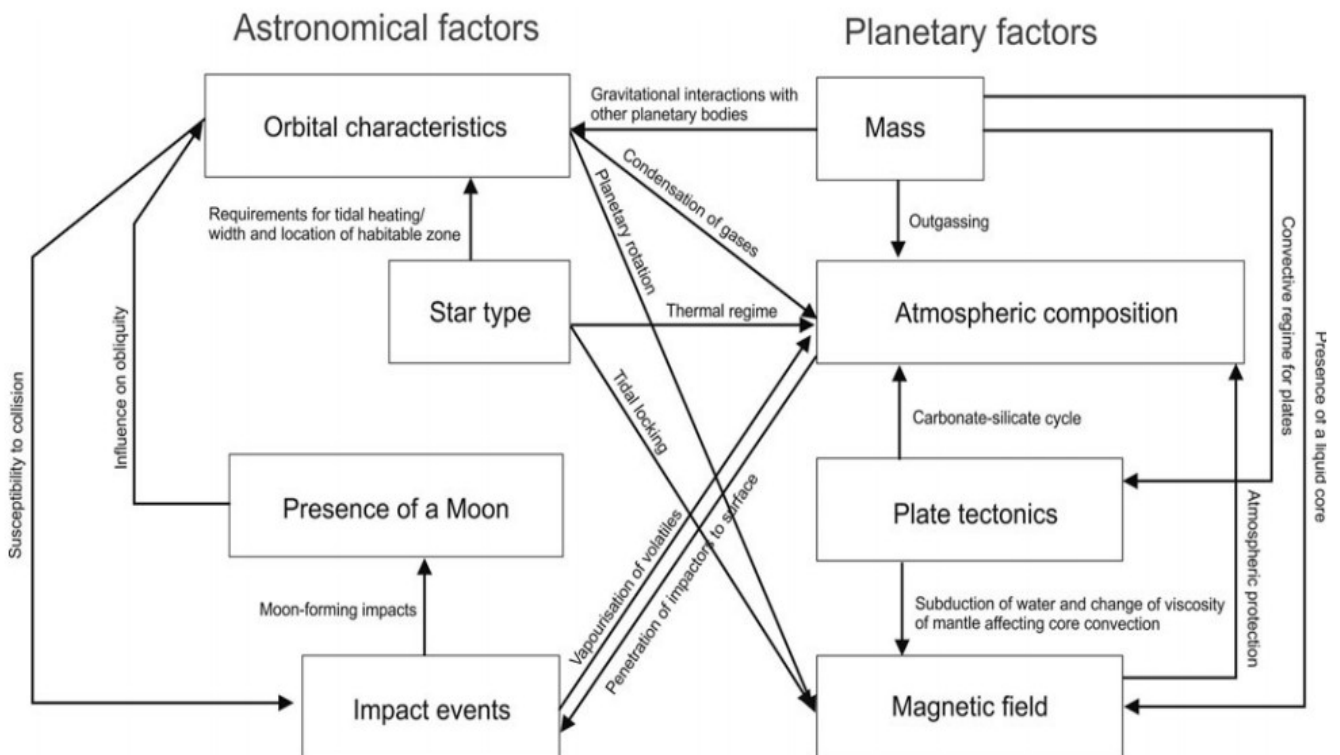 Astronomical factors
Planetary factors
Orbital characteristics
Gravitational interactions with
other planetary bodies
Mass
Condensation of gases
Planetary rotation
Requirements for tidal heating/
width and location of habitable zone
Outgassing
Convective regime for plates
Presence of a liquid core
Star type
Thermal regime
Atmospheric composition
Susceptibility to collision
Influence on obliquity
Tidal locking
Carbonate-silicate cycle
Presence of a Moon
Plate tectonics
Atmospheric protection
Vapourisation of volatiles
Penetration of impactors to surface
Moon-forming impacts
Subduction of water and change of viscosity
of mantle affecting core convection
Impact events
Magnetic field